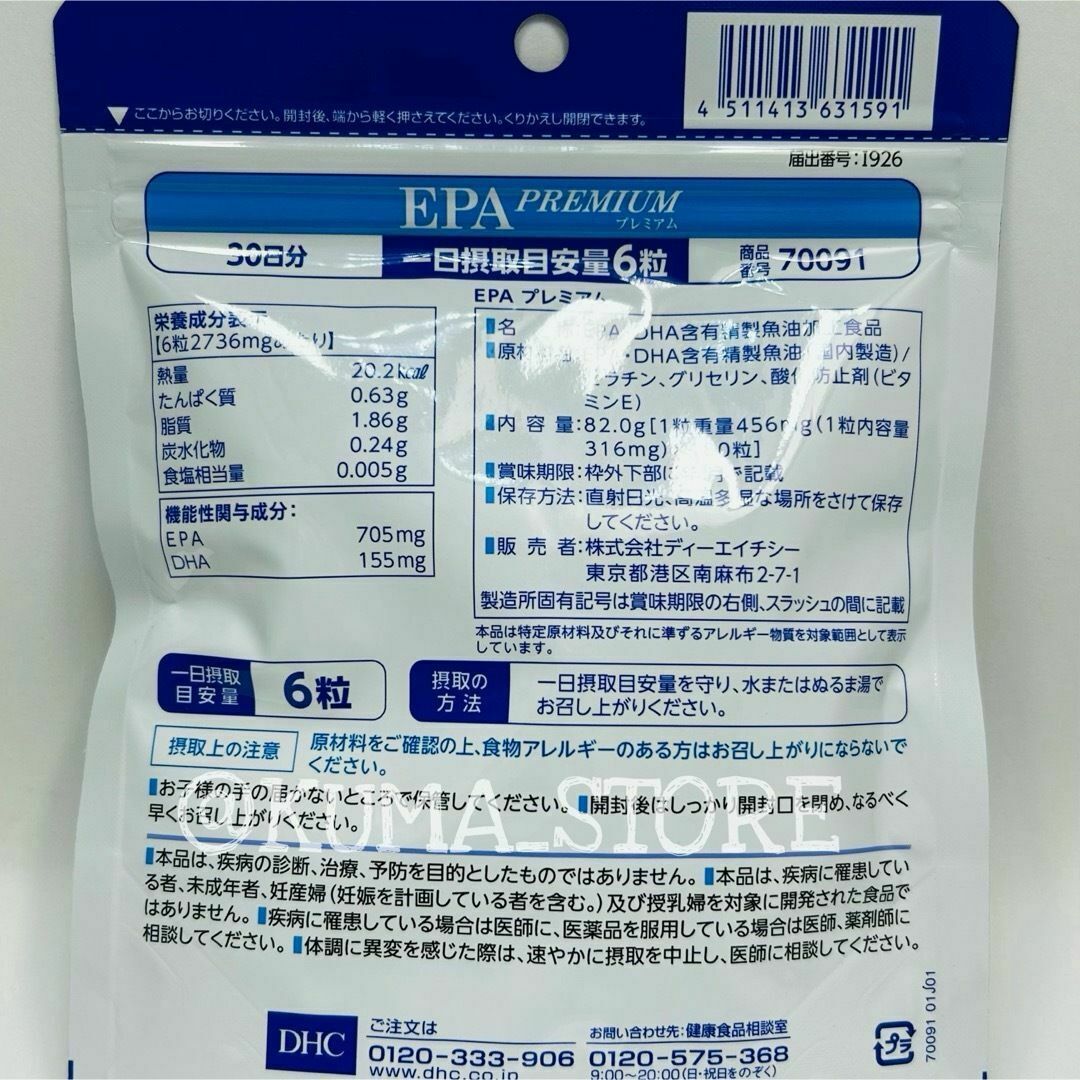 ▼ここからお切りください。開封後、端から軽く押さえてください。くりかえし開閉できます。
4 511413 631591
届出番号:I926
EPA PREMIUM
プレミアム
30日分
一日摂取目安量6粒
商品番号 70091
栄養成分表示
【6粒2736mgあたり】
熱量 20.2kcal
たんぱく質 0.63g
脂質 1.86g
炭水化物 0.24g
食塩相当量 0.005g
機能性関与成分:
EPA 705mg
DHA 155mg
EPA プレミアム
名 EPA・DHA含有精製魚油加工食品
原材料 EPA・DHA含有精製魚油(国内製造)/
ゼラチン、グリセリン、酸化防止剤(ビタ
ミンE)
内容量:82.0g[1粒重量456mg(1粒内容量
316mg) 0粒]
賞味期限:枠外下部に 記載
保存方法:直射日光、高温多湿な場所をさけて保存
してください。
販売者:株式会社ディーエイチシー
東京都港区南麻布2-7-1
製造所固有記号は賞味期限の右側、スラッシュの間に記載
本品は特定原材料及びそれに準ずるアレルギー物質を対象範囲として表示
しています。
一日摂取
目安量 6粒
摂取の
方法
一日摂取目安量を守り、水またはぬるま湯で
お召し上がりください。
摂取上の注意 原材料をご確認の上、食物アレルギーのある方はお召し上がりにならないで
ください。
お子様の手の届かないところで保管してください。 開封後はしっかり開封口を閉め、なるべく
早くお召し上がりください。
@KUMA_STORE
本品は、疾病の診断、治療、予防を目的としたものではありません。 本品は、疾病に罹患してい
る者、未成年者、妊産婦(妊娠を計画している者を含む。)及び授乳婦を対象に開発された食品で
はありません。 疾病に罹患している場合は医師に、医薬品を服用している場合は医師、薬剤師に
相談してください。 体調に異変を感じた際は、速やかに摂取を中止し、医師に相談してください。
DHC
ご注文は
0120-333-906
www.dhc.co.jp
お問い合わせ先:健康食品相談室
0120-575-368
9:00~20:00(日・祝日をのぞく)
プラ
70091 01J01